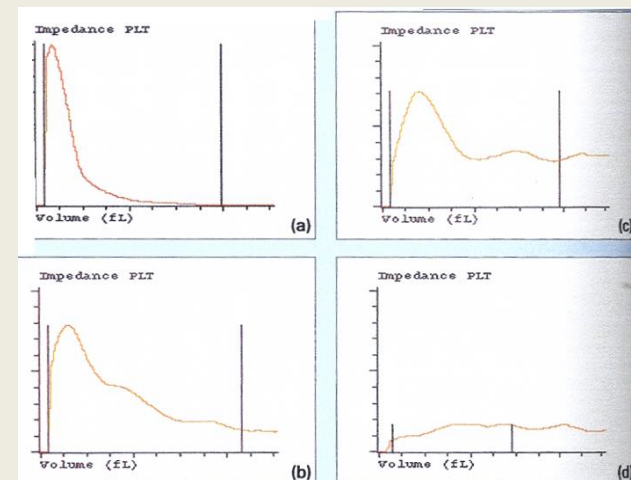 Impedance PLT
Volume (fL)
(a)
Impedance PLT
Volume (fL)
(c)
Impedance PLT
Volume (fL)
(b)
Impedance PLT
Volume (fL)
(d)